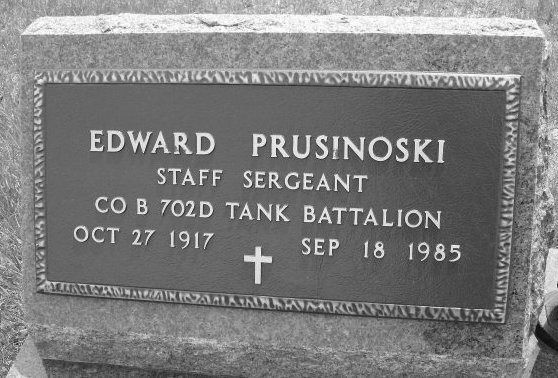 EDWARD PRUSINOSKI
STAFF SERGEANT
CO B 702D TANK BATTALION
OCT 27 1917 SEP 18 1985